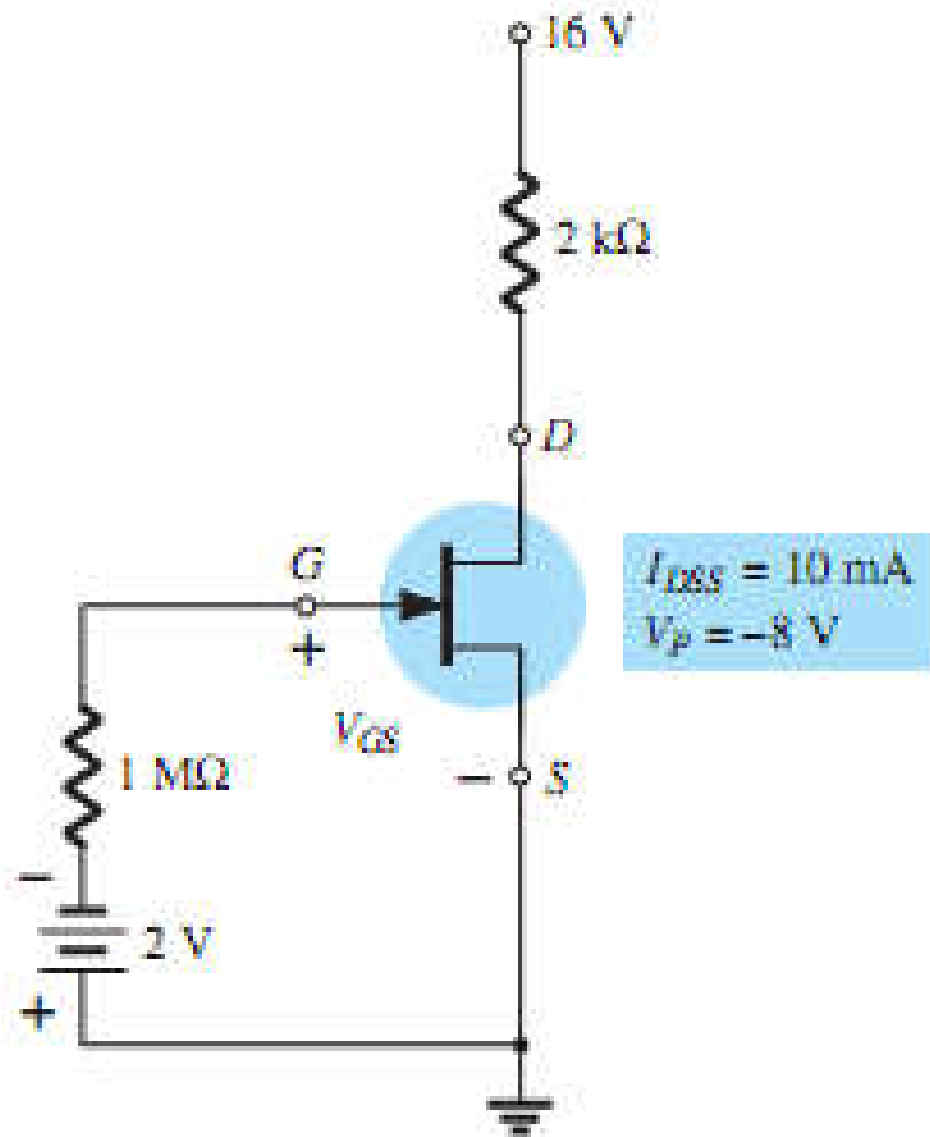 16 V
2 kΩ
D
G
+
I_DSS = 10 mA
V_P = –8 V
V_GS
1 MΩ
– S
–
2 V
+